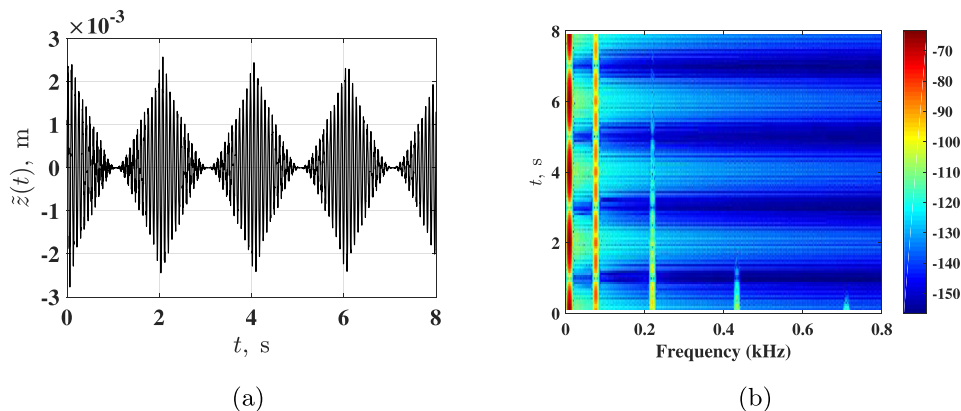 ×10⁻³
3
2
1
0
-1
-2
-3
z̃(t), m
0 2 4 6 8
t, s
(a)
8
6
4
2
0
t, s
0 0.2 0.4 0.6 0.8
Frequency (kHz)
-70
-80
-90
-100
-110
-120
-130
-140
-150
(b)